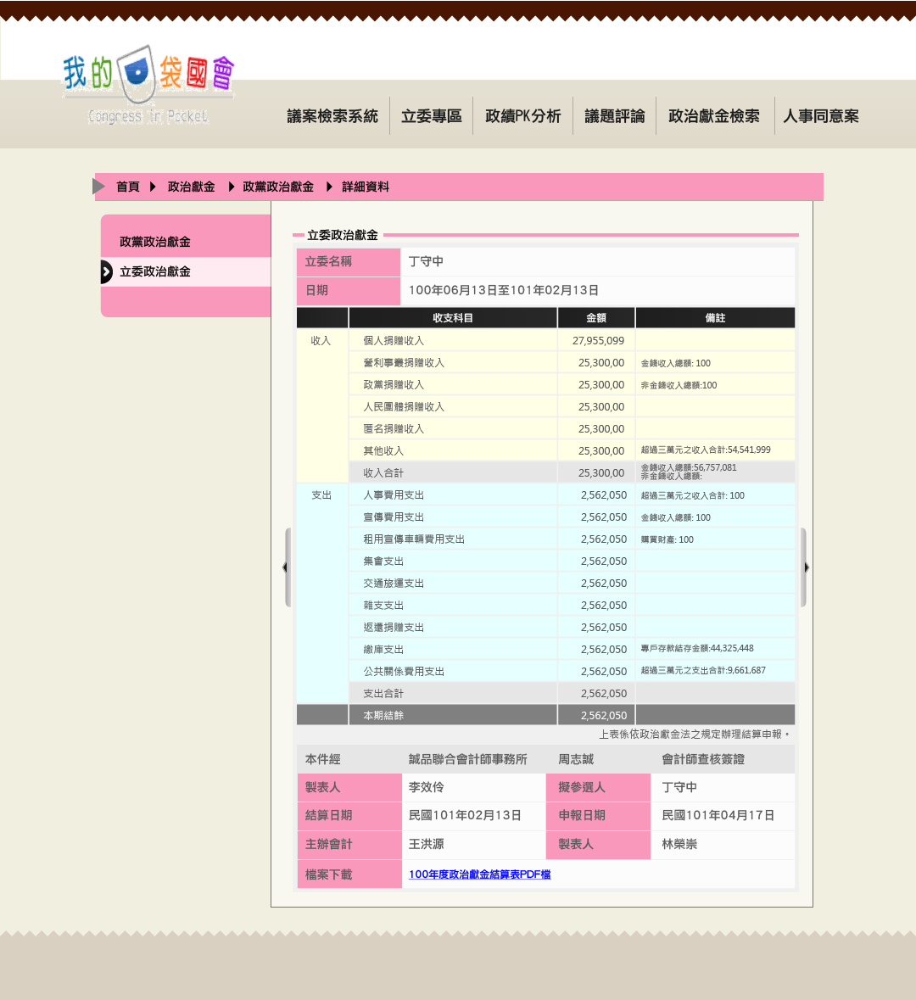 我的口袋國會
Congress in Pocket
議案檢索系統 立委專區 政績PK分析 議題評論 政治獻金檢索 人事同意案
首頁 政治獻金 政黨政治獻金 詳細資料
政黨政治獻金
立委政治獻金
立委政治獻金
立委名稱 丁守中
日期 100年06月13日至101年02月13日
收支科目 金額 備註
收入 個人捐贈收入 27,955,099
營利事業捐贈收入 25,300,00 金錢收入總額: 100
政黨捐贈收入 25,300,00 非金錢收入總額:100
人民團體捐贈收入 25,300,00
匿名捐贈收入 25,300,00
其他收入 25,300,00 超過三萬元之收入合計:54,541,999
收入合計 25,300,00 金錢收入總額:56,757,081
非金錢收入總額:
支出 人事費用支出 2,562,050 超過三萬元之收入合計: 100
宣傳費用支出 2,562,050 金錢收入總額: 100
租用宣傳車輛費用支出 2,562,050 購買財產: 100
集會支出 2,562,050
交通旅運支出 2,562,050
雜支支出 2,562,050
返還捐贈支出 2,562,050
繳庫支出 2,562,050 專戶存款結存金額:44,325,448
公共關係費用支出 2,562,050 超過三萬元之支出合計:9,661,687
支出合計 2,562,050
本期結餘 2,562,050
上表係依政治獻金法之規定辦理結算申報。
本件經 誠品聯合會計師事務所 周志誠 會計師查核簽證
製表人 李效伶 擬參選人 丁守中
結算日期 民國101年02月13日 申報日期 民國101年04月17日
主辦會計 王洪源 製表人 林榮崇
檔案下載 100年度政治獻金結算表PDF檔